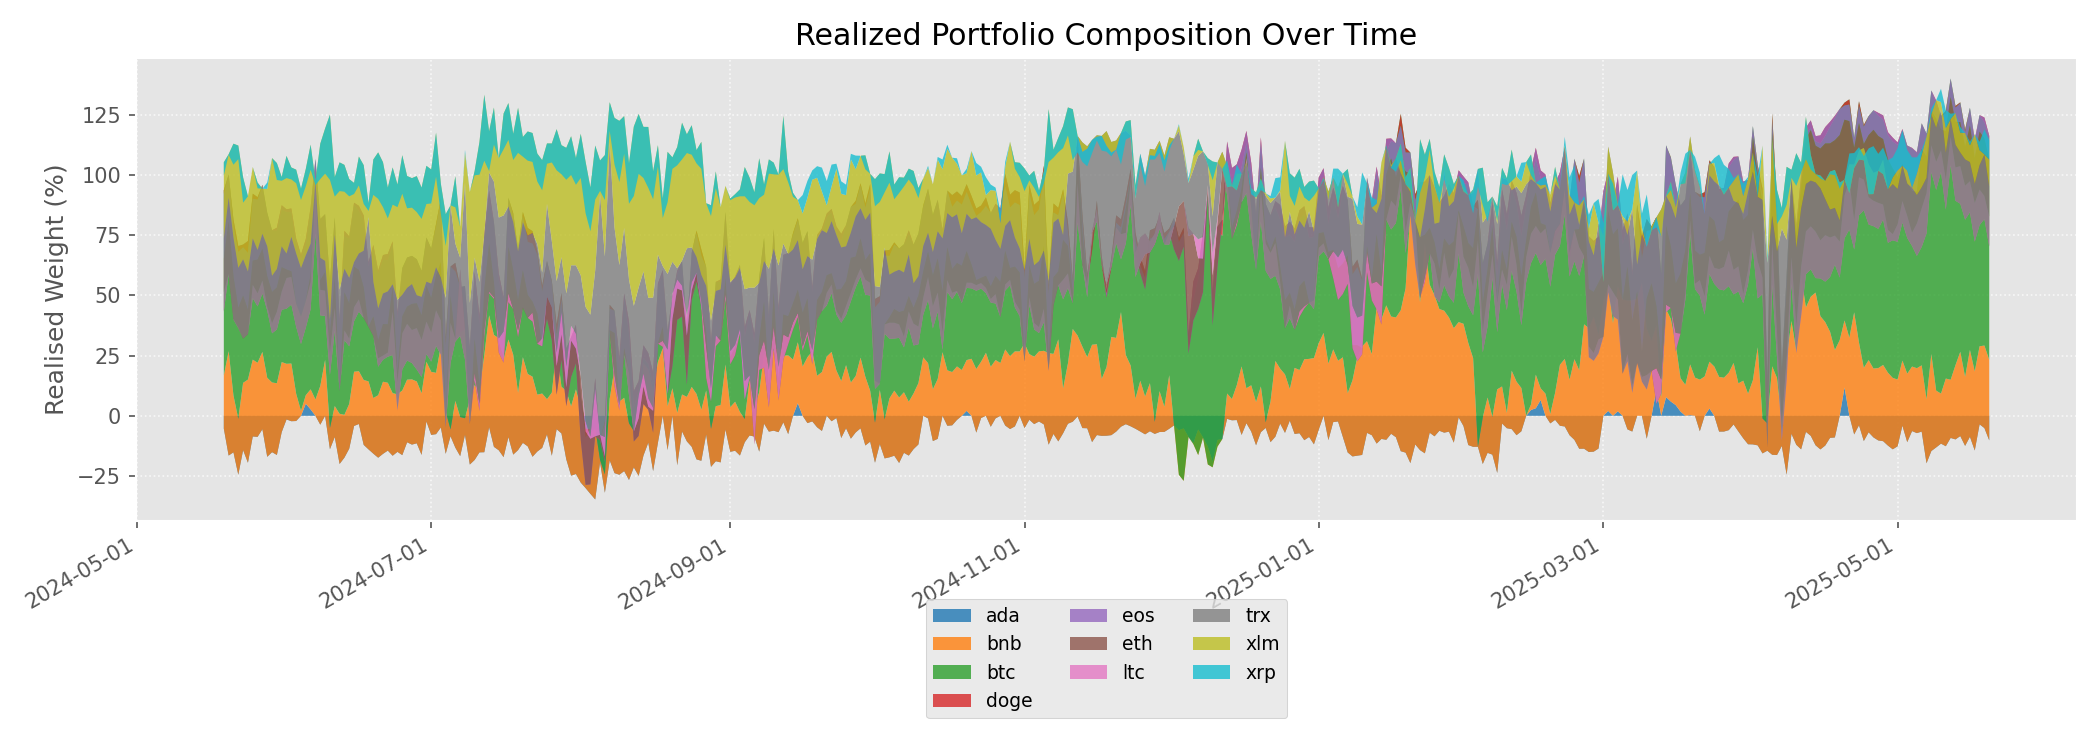 Realized Portfolio Composition Over Time
Realised Weight (%)
125
100
75
50
25
0
−25
2024-05-01
2024-07-01
2024-09-01
2024-11-01
2025-01-01
2025-03-01
2025-05-01
ada
bnb
btc
doge
eos
eth
ltc
trx
xlm
xrp